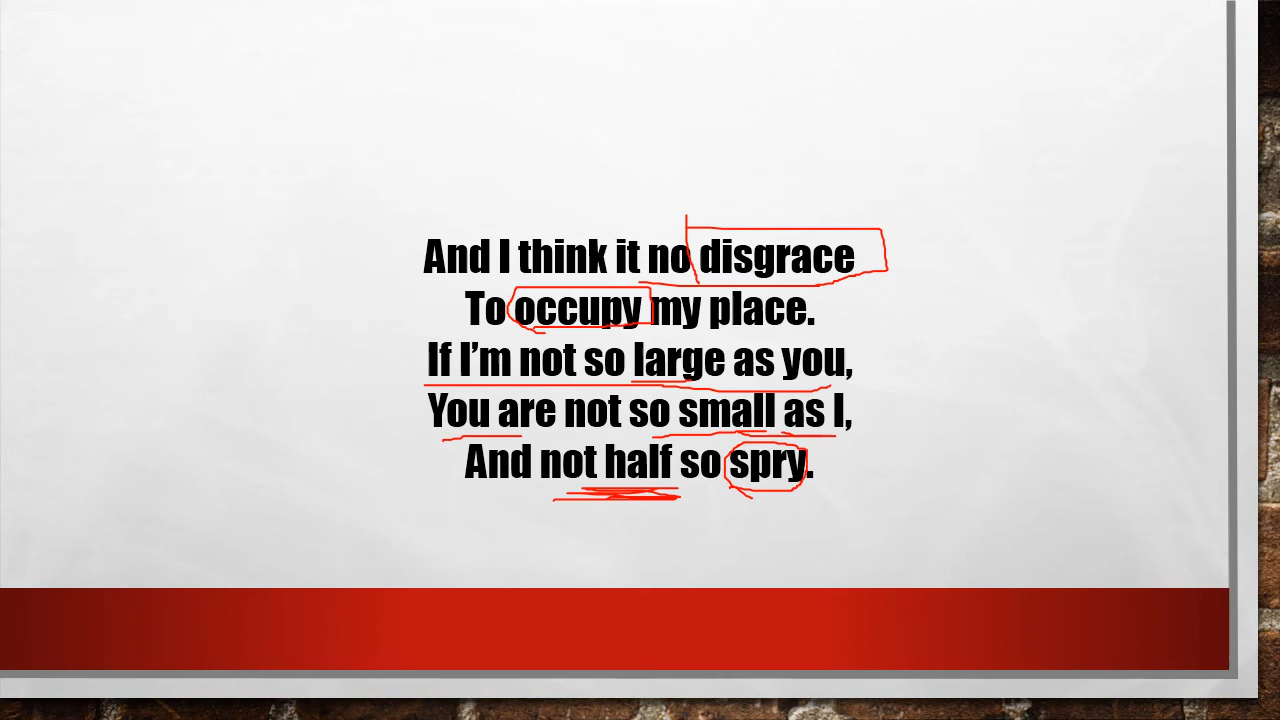 And I think it no disgrace
To occupy my place.
If I’m not so large as you,
You are not so small as I,
And not half so spry.